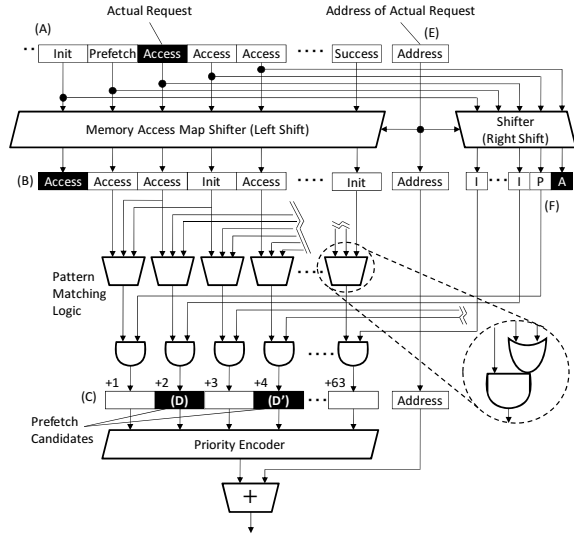 Actual Request
Address of Actual Request
(A)
(E)
Init Prefetch Access Access Access Success Address
Memory Access Map Shifter (Left Shift)
Shifter
(Right Shift)
(B) Access Access Access Init Access Init Address I I P A
(F)
Pattern
Matching
Logic
+1 +2 +3 +4 +63
(C) (D) (D') Address
Prefetch
Candidates
Priority Encoder
+